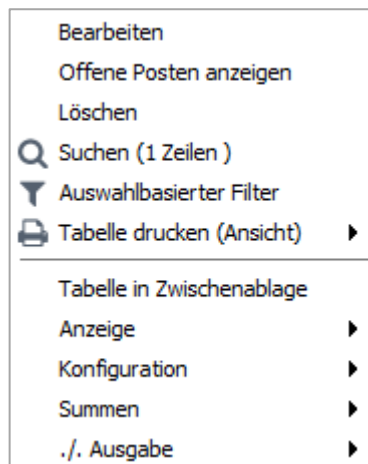 Bearbeiten
Offene Posten anzeigen
Löschen
Suchen (1 Zeilen )
Auswahlbasierter Filter
Tabelle drucken (Ansicht)
Tabelle in Zwischenablage
Anzeige
Konfiguration
Summen
./. Ausgabe